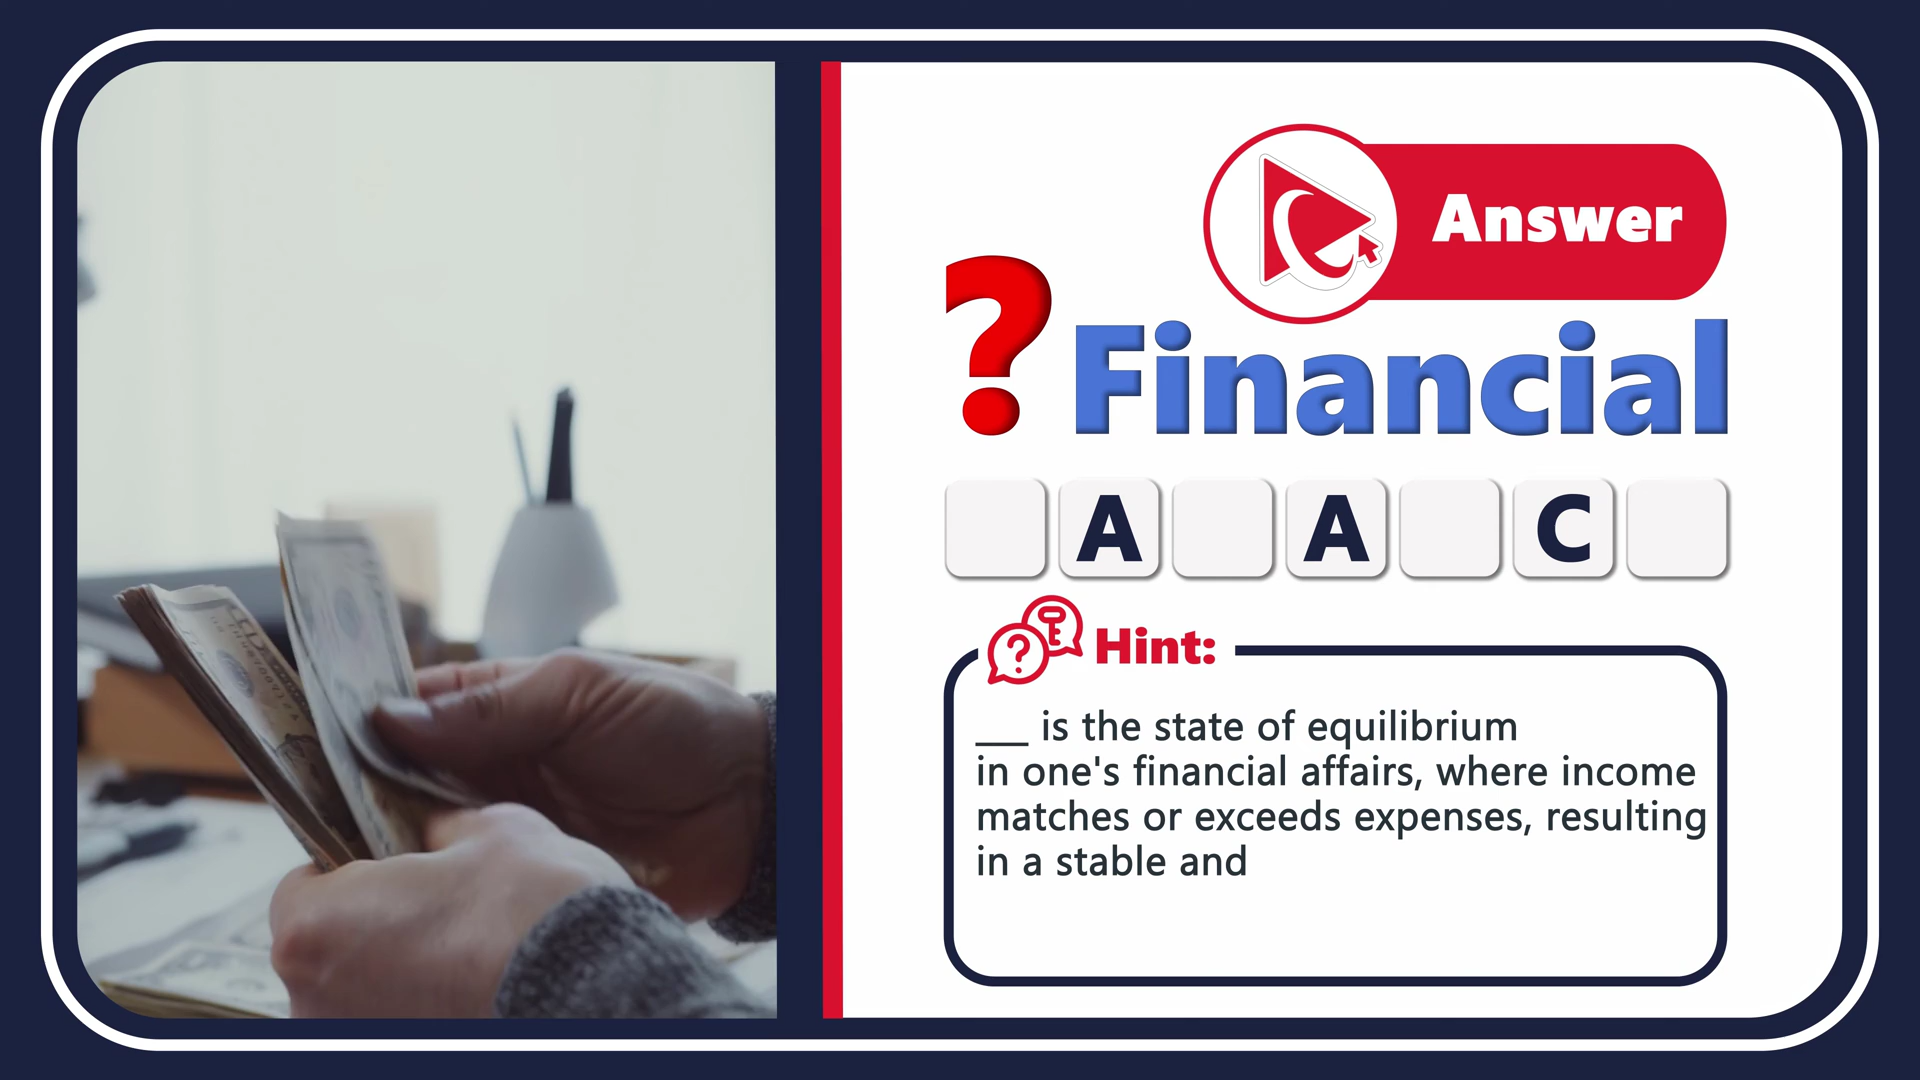 Answer
? Financial
A A C
Hint:
___ is the state of equilibrium
in one's financial affairs, where income
matches or exceeds expenses, resulting
in a stable and